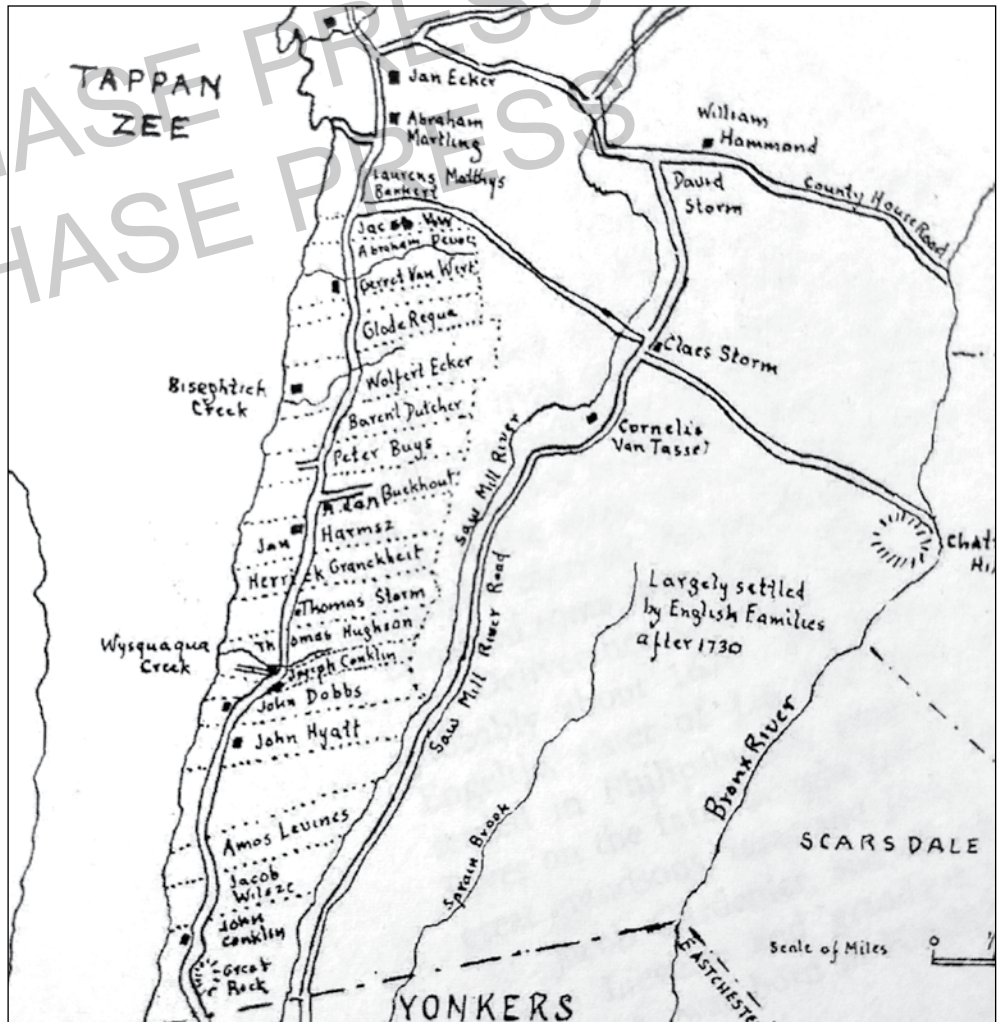 HASE PRESS
HASE PRESS
TAPPAN
ZEE
Jan Ecker
Abraham
Martling
William
Hammond
Laurens Matthys
Bankert
David
Storm
County House Road
Abraham
Gerret Van Wert
Glode Requa
Claes Storm
Wolfert Ecker
Bisephtick
Creek
Barent Dutcher
Cornelis
Van Tassel
Peter Buys
Saw Mill River
Buckhout
Jan Harmsz
Chat
Hi
Herrick Granckheit
Largely settled
by English Families
after 1730
Thomas Storm
Saw Mill River Road
Thomas Hughson
Wysquaqua
Creek
Joseph Conklin
John Dobbs
John Hyatt
Bronx River
Amos Levines
SCARSDALE
Sprain Brook
Jacob
John
Conklin
Scale of Miles
0
Great
Rock
EASTCHESTE
YONKERS